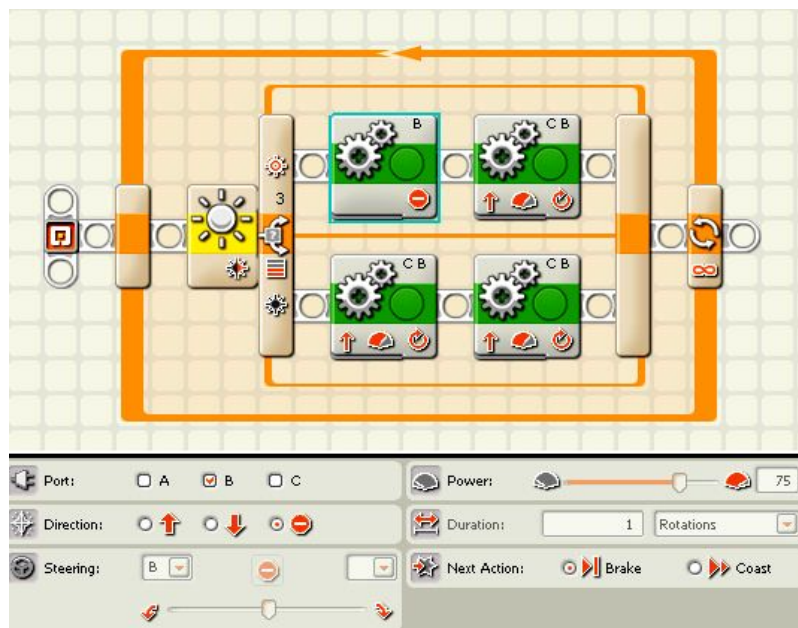 B
C B
3
C B
C B
Port: A B C
Power: 75
Direction:
Duration: 1 Rotations
Steering: B
Next Action: Brake Coast